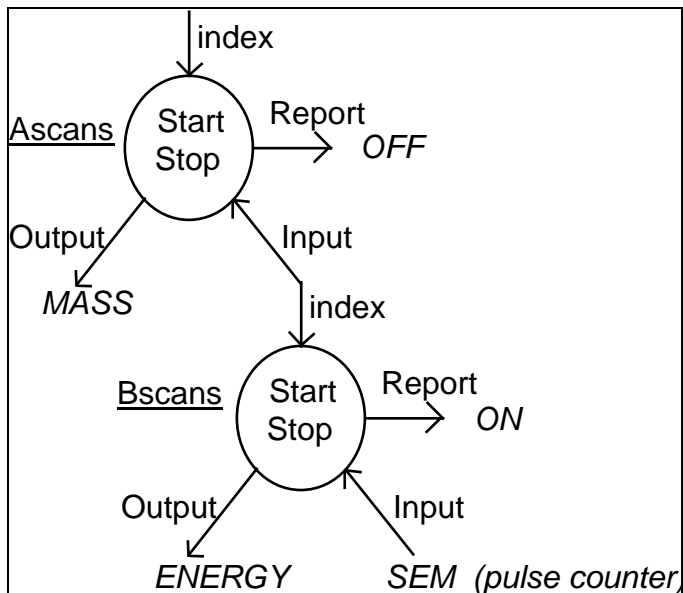 index
Ascans
Start
Stop
Report
OFF
Output
Input
MASS
index
Bscans
Start
Stop
Report
ON
Output
Input
ENERGY
SEM (pulse counter)